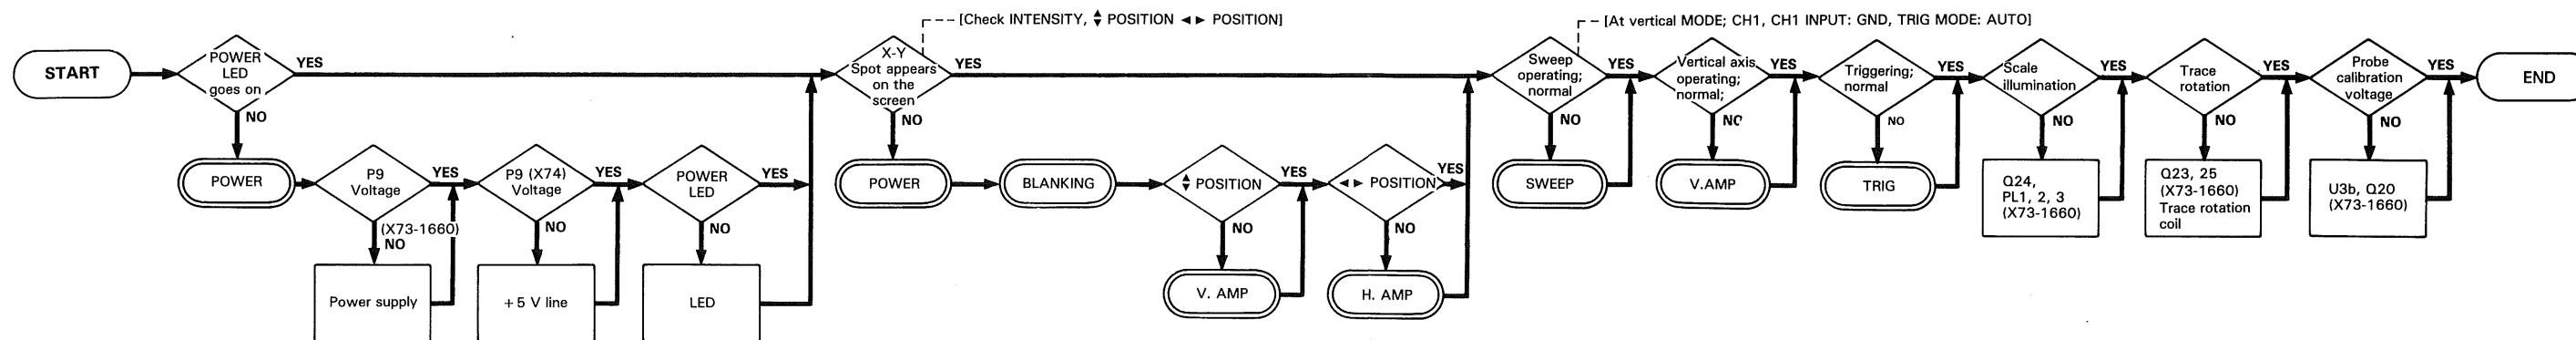 [Check INTENSITY, ▲▼ POSITION ◄ ► POSITION]
[At vertical MODE; CH1, CH1 INPUT: GND, TRIG MODE: AUTO]
START
POWER
LED
goes on
YES
NO
X-Y
Spot appears
on the
screen
YES
NO
Sweep
operating;
normal
YES
NO
Vertical axis
operating;
normal;
YES
NO
Triggering;
normal
YES
NO
Scale
illumination
YES
NO
Trace
rotation
YES
NO
Probe
calibration
voltage
YES
NO
END
POWER
P9
Voltage
YES
(X73-1660)
NO
P9 (X74)
Voltage
YES
NO
POWER
LED
YES
NO
POWER
BLANKING
▲▼ POSITION
YES
NO
◄ ► POSITION
YES
NO
SWEEP
V.AMP
TRIG
Q24,
PL1, 2, 3
(X73-1660)
Q23, 25
(X73-1660)
Trace rotation
coil
U3b, Q20
(X73-1660)
Power supply
+ 5 V line
LED
V. AMP
H. AMP